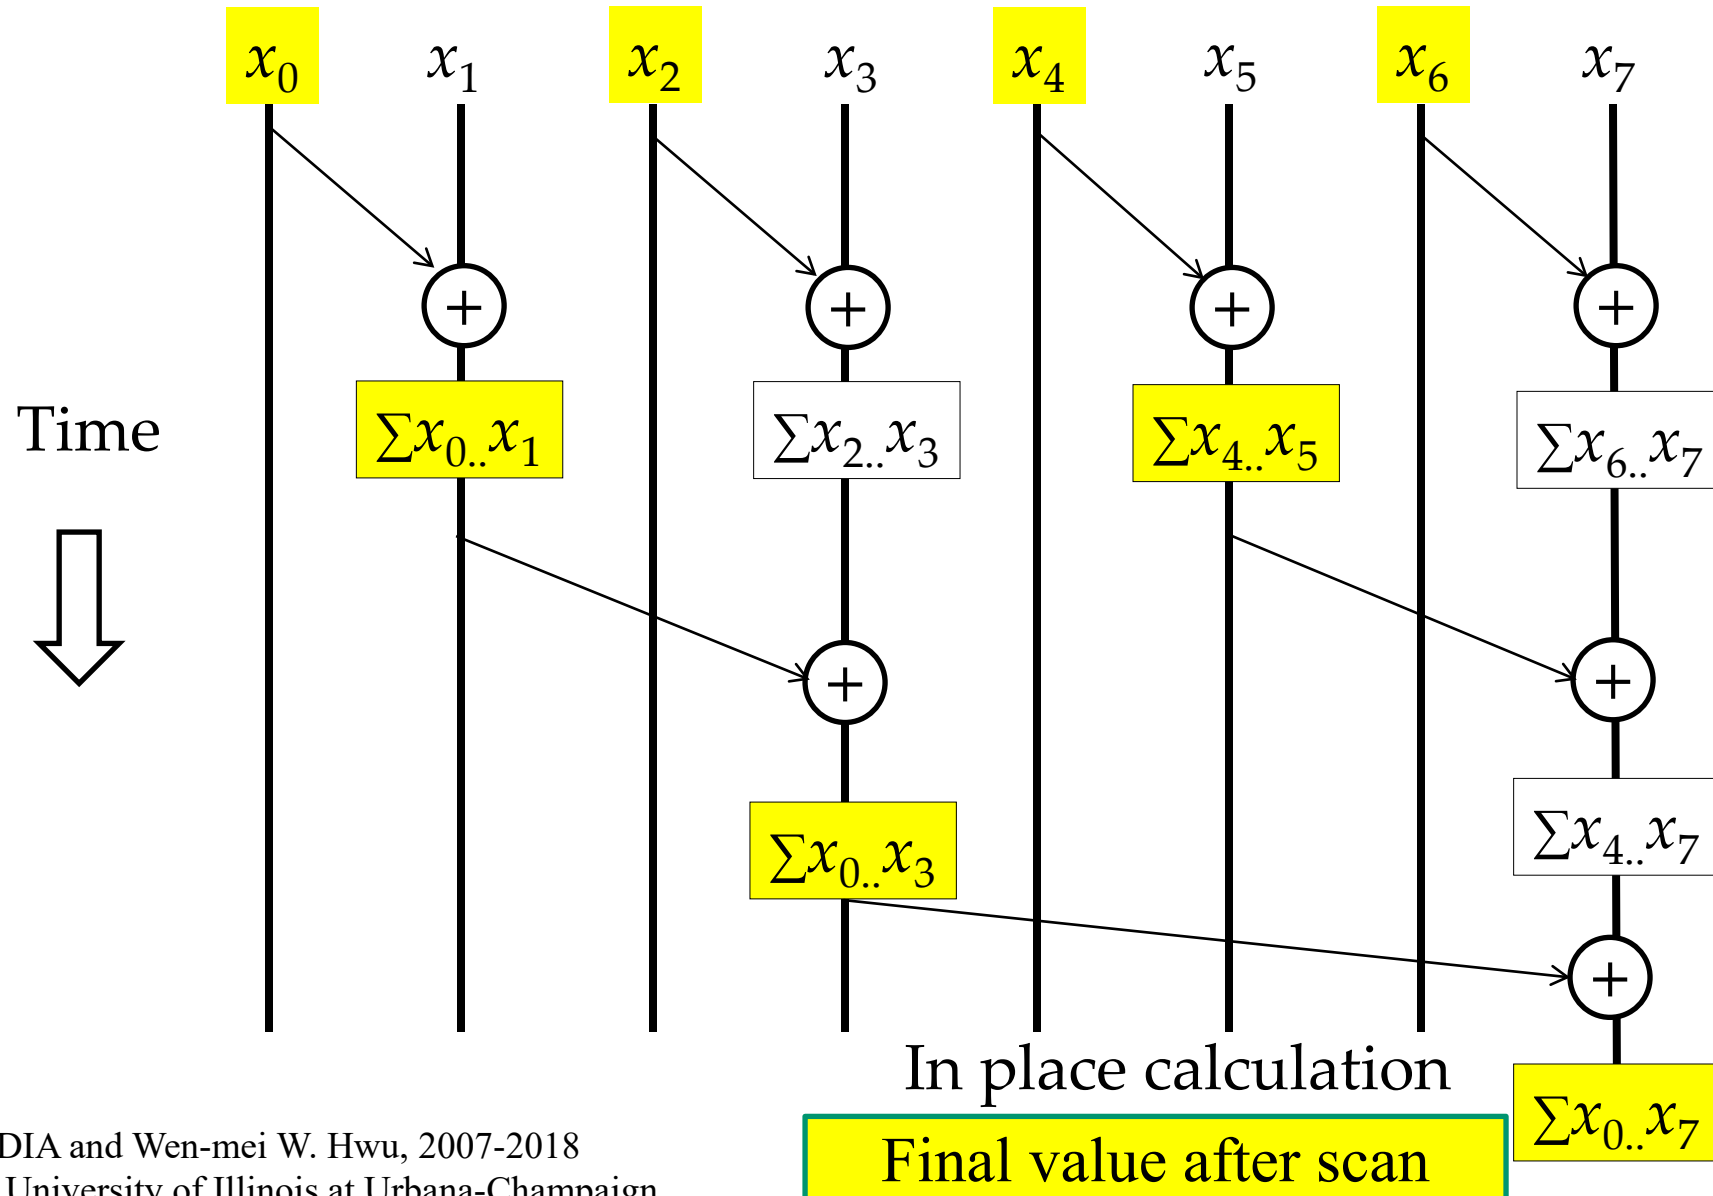 x₀ x₁ x₂ x₃ x₄ x₅ x₆ x₇
+ + + +
Time
∑x₀..x₁ ∑x₂..x₃ ∑x₄..x₅ ∑x₆..x₇
+ +
∑x₀..x₃ ∑x₄..x₇
+
In place calculation
∑x₀..x₇
Final value after scan
DIA and Wen-mei W. Hwu, 2007-2018
University of Illinois at Urbana-Champaign